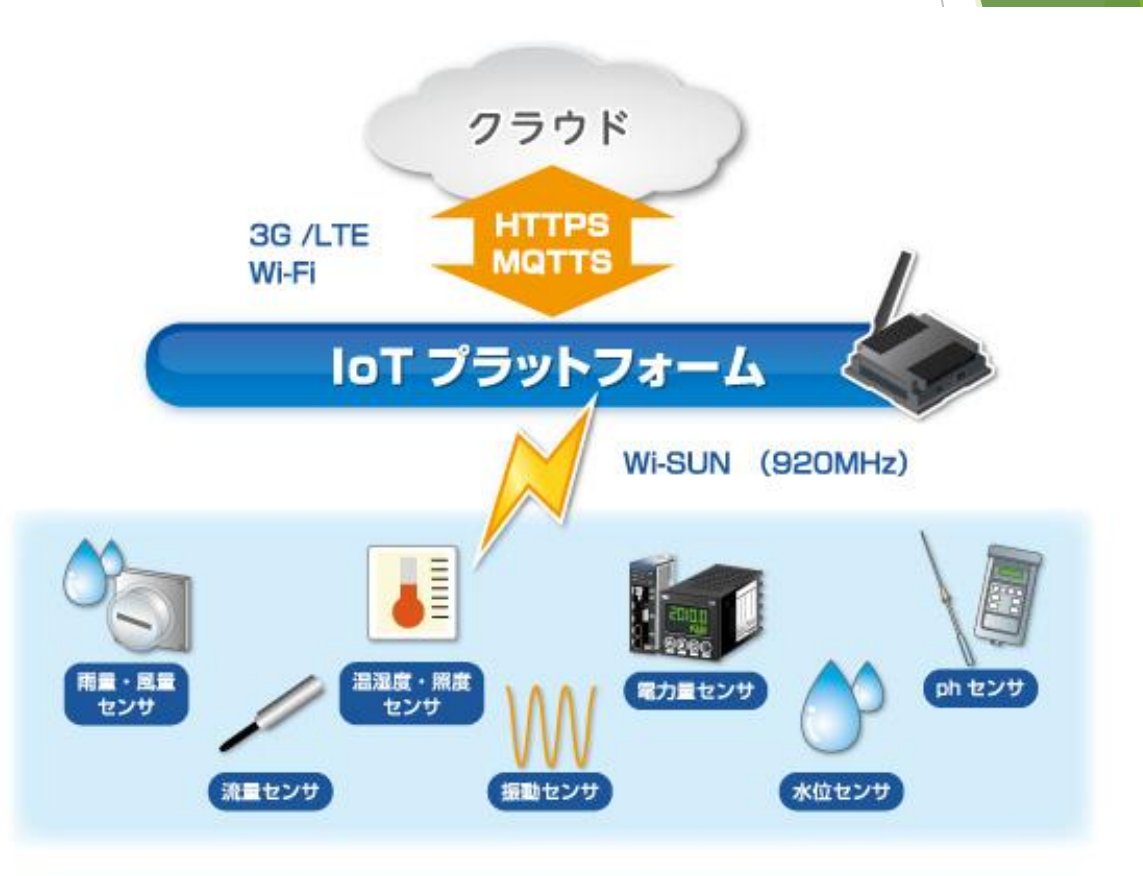 クラウド
HTTPS
MQTTS
3G /LTE
Wi-Fi
IoT プラットフォーム
Wi-SUN （920MHz）
2010.0
雨量・風量
センサ
温湿度・照度
センサ
電力量センサ
ph センサ
流量センサ
振動センサ
水位センサ